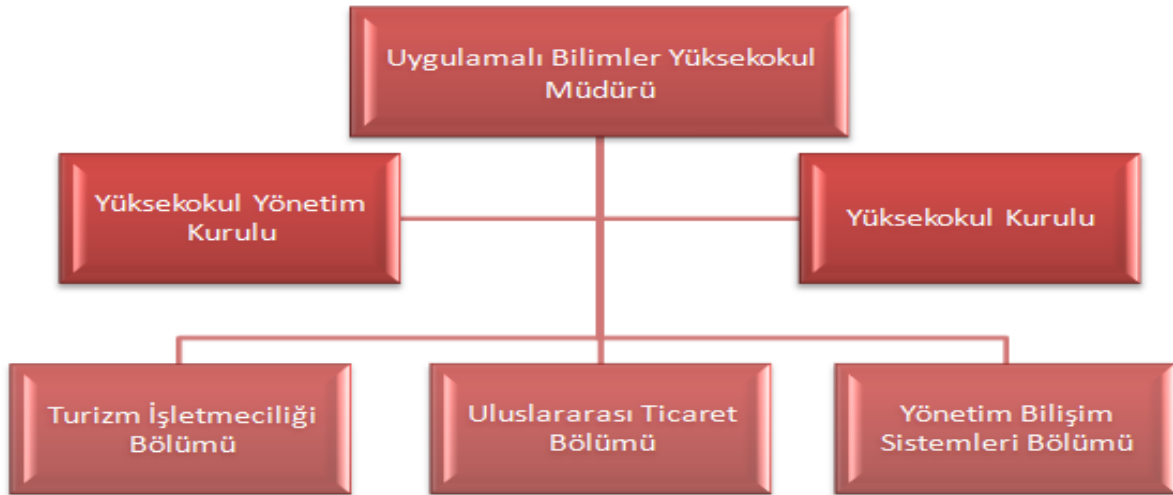 Uygulamalı Bilimler Yüksekokul
Müdürü
Yüksekokul Yönetim
Kurulu
Yüksekokul Kurulu
Turizm İşletmeciliği
Bölümü
Uluslararası Ticaret
Bölümü
Yönetim Bilişim
Sistemleri Bölümü